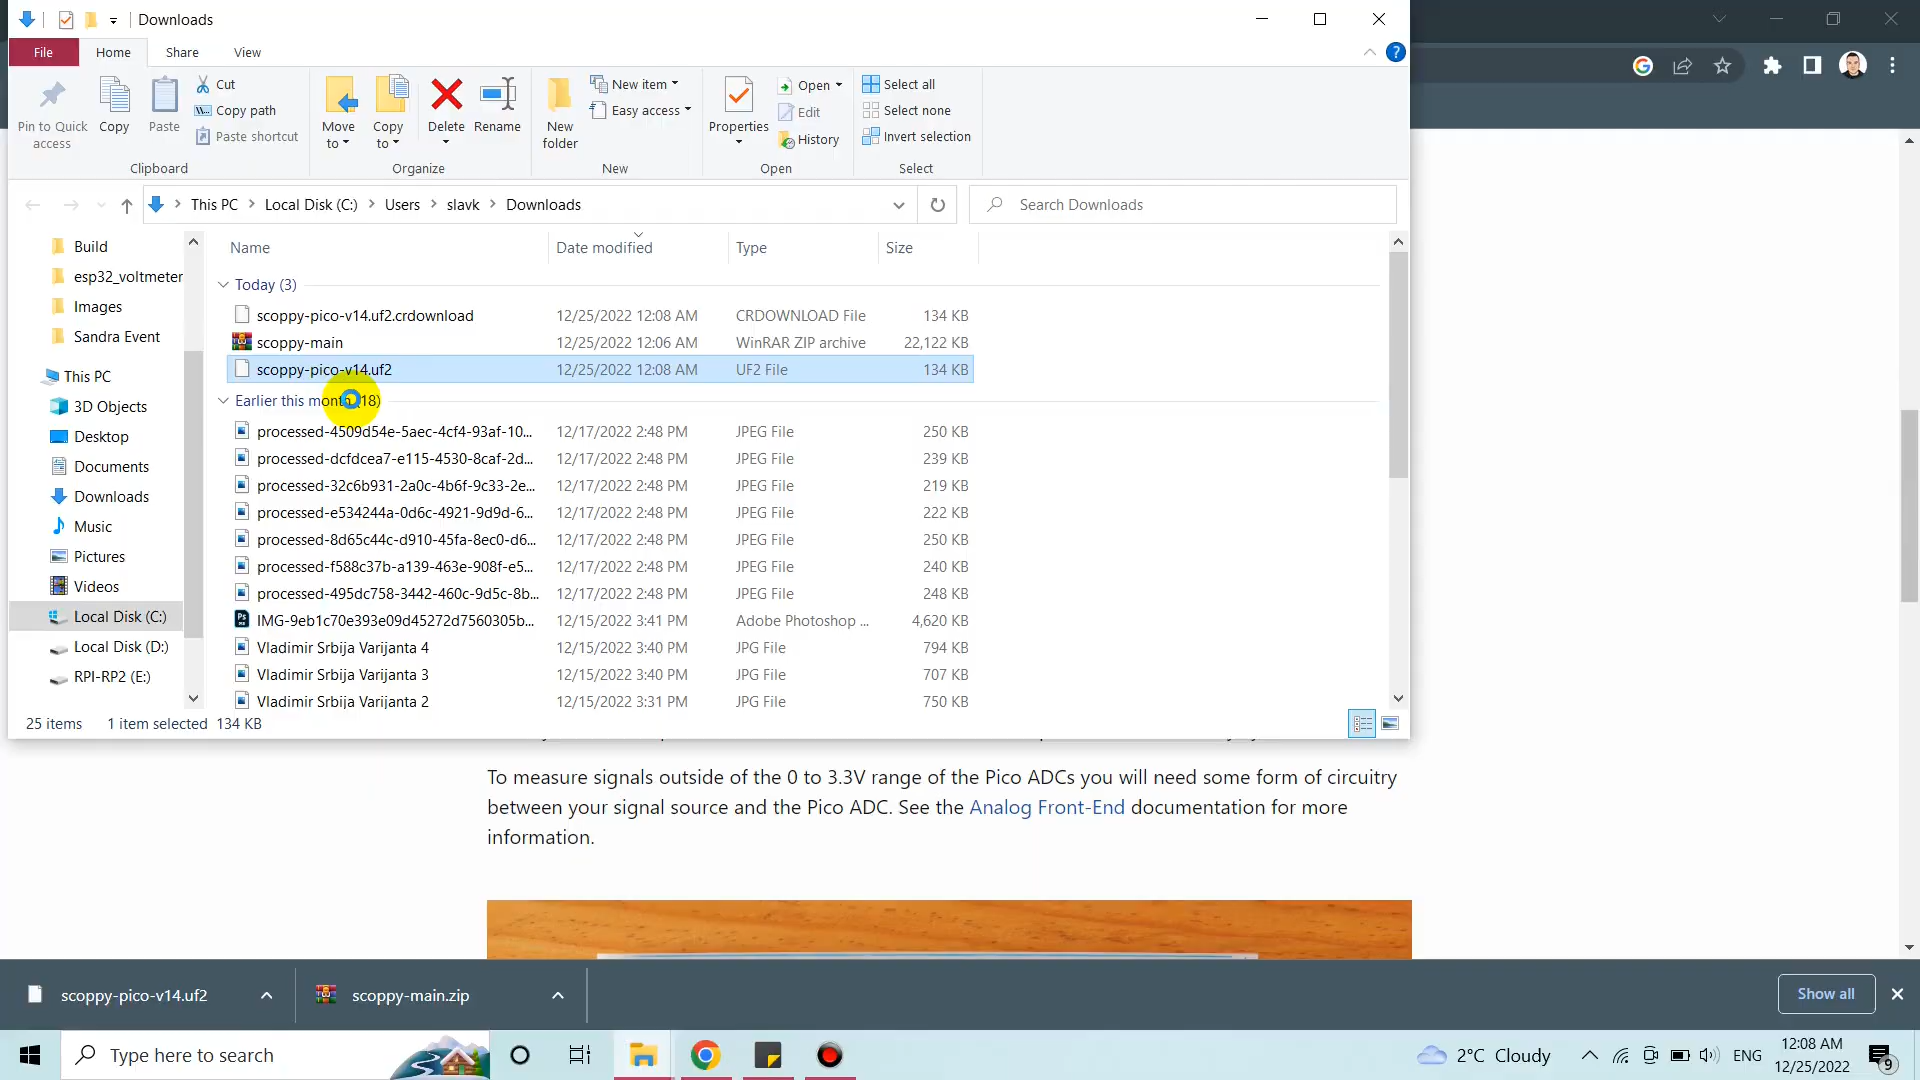 Downloads
File Home Share View
Pin to Quick access
Copy
Paste
Cut
Copy path
Paste shortcut
Clipboard
Move to
Copy to
Delete
Rename
Organize
New folder
New item
Easy access
New
Properties
Open
Edit
History
Open
Select all
Select none
Invert selection
Select
This PC Local Disk (C:) Users slavk Downloads
Search Downloads
Build
esp32_voltmeter
Images
Sandra Event
This PC
3D Objects
Desktop
Documents
Downloads
Music
Pictures
Videos
Local Disk (C:)
Local Disk (D:)
RPI-RP2 (E:)
Name Date modified Type Size
Today (3)
scoppy-pico-v14.uf2.crdownload 12/25/2022 12:08 AM CRDOWNLOAD File 134 KB
scoppy-main 12/25/2022 12:06 AM WinRAR ZIP archive 22,122 KB
scoppy-pico-v14.uf2 12/25/2022 12:08 AM UF2 File 134 KB
Earlier this month (18)
processed-4509d54e-5aec-4cf4-93af-10... 12/17/2022 2:48 PM JPEG File 250 KB
processed-dcfdcea7-e115-4530-8caf-2d... 12/17/2022 2:48 PM JPEG File 239 KB
processed-32c6b931-2a0c-4b6f-9c33-2e... 12/17/2022 2:48 PM JPEG File 219 KB
processed-e534244a-0d6c-4921-9d9d-6... 12/17/2022 2:48 PM JPEG File 222 KB
processed-8d65c44c-d910-45fa-8ec0-d6... 12/17/2022 2:48 PM JPEG File 250 KB
processed-f588c37b-a139-463e-908f-e5... 12/17/2022 2:48 PM JPEG File 240 KB
processed-495dc758-3442-460c-9d5c-8b... 12/17/2022 2:48 PM JPEG File 248 KB
IMG-9eb1c70e393e09d45272d7560305b... 12/15/2022 3:41 PM Adobe Photoshop ... 4,620 KB
Vladimir Srbija Varijanta 4 12/15/2022 3:40 PM JPG File 794 KB
Vladimir Srbija Varijanta 3 12/15/2022 3:40 PM JPG File 707 KB
Vladimir Srbija Varijanta 2 12/15/2022 3:31 PM JPG File 750 KB
25 items 1 item selected 134 KB
To measure signals outside of the 0 to 3.3V range of the Pico ADCs you will need some form of circuitry
between your signal source and the Pico ADC. See the Analog Front-End documentation for more
information.
scoppy-pico-v14.uf2
scoppy-main.zip
Show all
Type here to search
2°C Cloudy
ENG
12:08 AM
12/25/2022
9